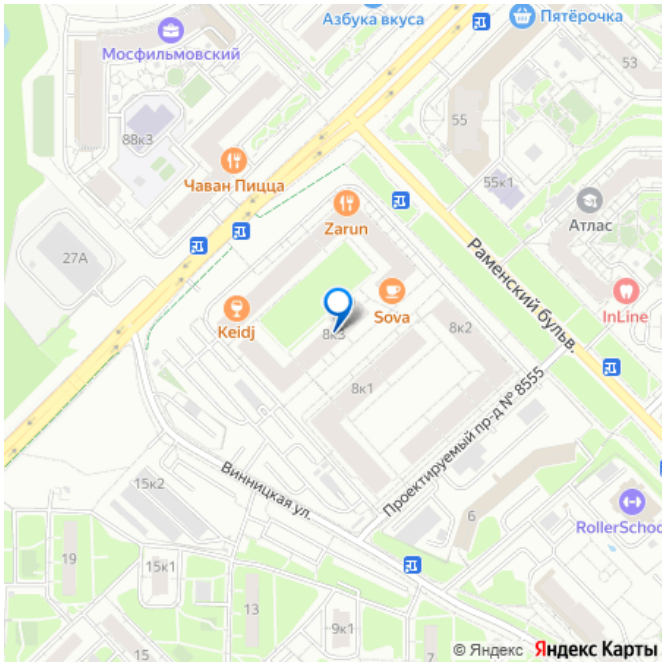 Азбука вкуса
Пятёрочка
Мосфильмовский
53
55
88к3
Чаван Пицца
55к1
Атлас
Zarun
27А
Раменский бульв.
InLine
Keidj
Sova
8к3
8к2
8к1
Проектируемый пр-д № 8555
15к2
Винницкая ул.
6
RollerSchoo
19
15к1
13
9к1
15
7
© Яндекс Яндекс Карты